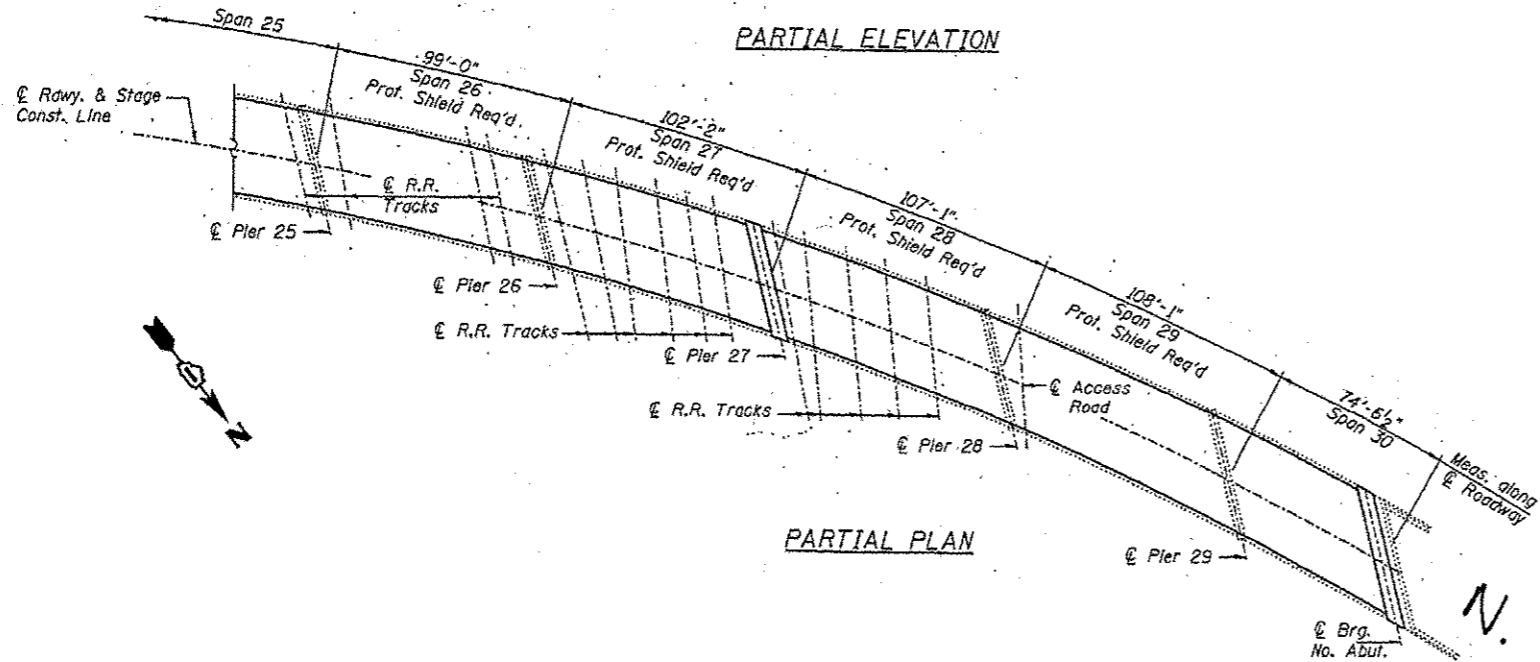 PARTIAL ELEVATION
Span 25
99'-0"
Span 26
Prot. Shield Req'd.
102'-2"
Span 27
Prot. Shield Req'd
107'-1"
Span 28
Prot. Shield Req'd
108'-1"
Span 29
Prot. Shield Req'd
74'-6½"
Span 30
Meas. along
℄ Roadway
℄ Rdwy. & Stage
Const. Line
℄ R.R.
Tracks
℄ Pier 25
℄ Pier 26
℄ R.R. Tracks
℄ Pier 27
℄ R.R. Tracks
℄ Access
Road
℄ Pier 28
℄ Pier 29
℄ Brg.
No. Abut.
N
PARTIAL PLAN
N.